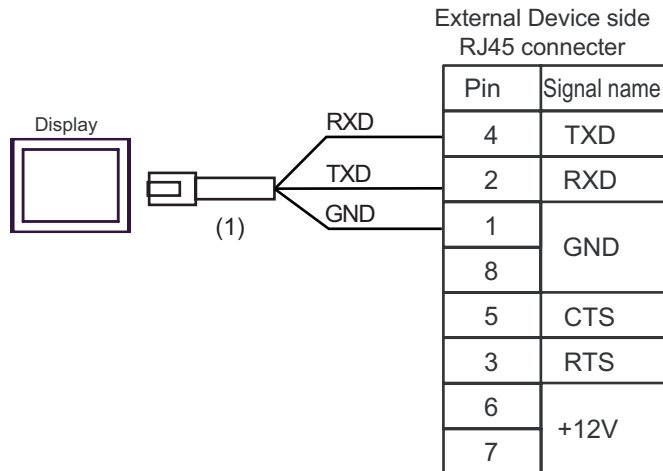 External Device side
RJ45 connecter
Pin Signal name
Display
RXD 4 TXD
TXD 2 RXD
GND 1 GND
(1)
8
5 CTS
3 RTS
6 +12V
7